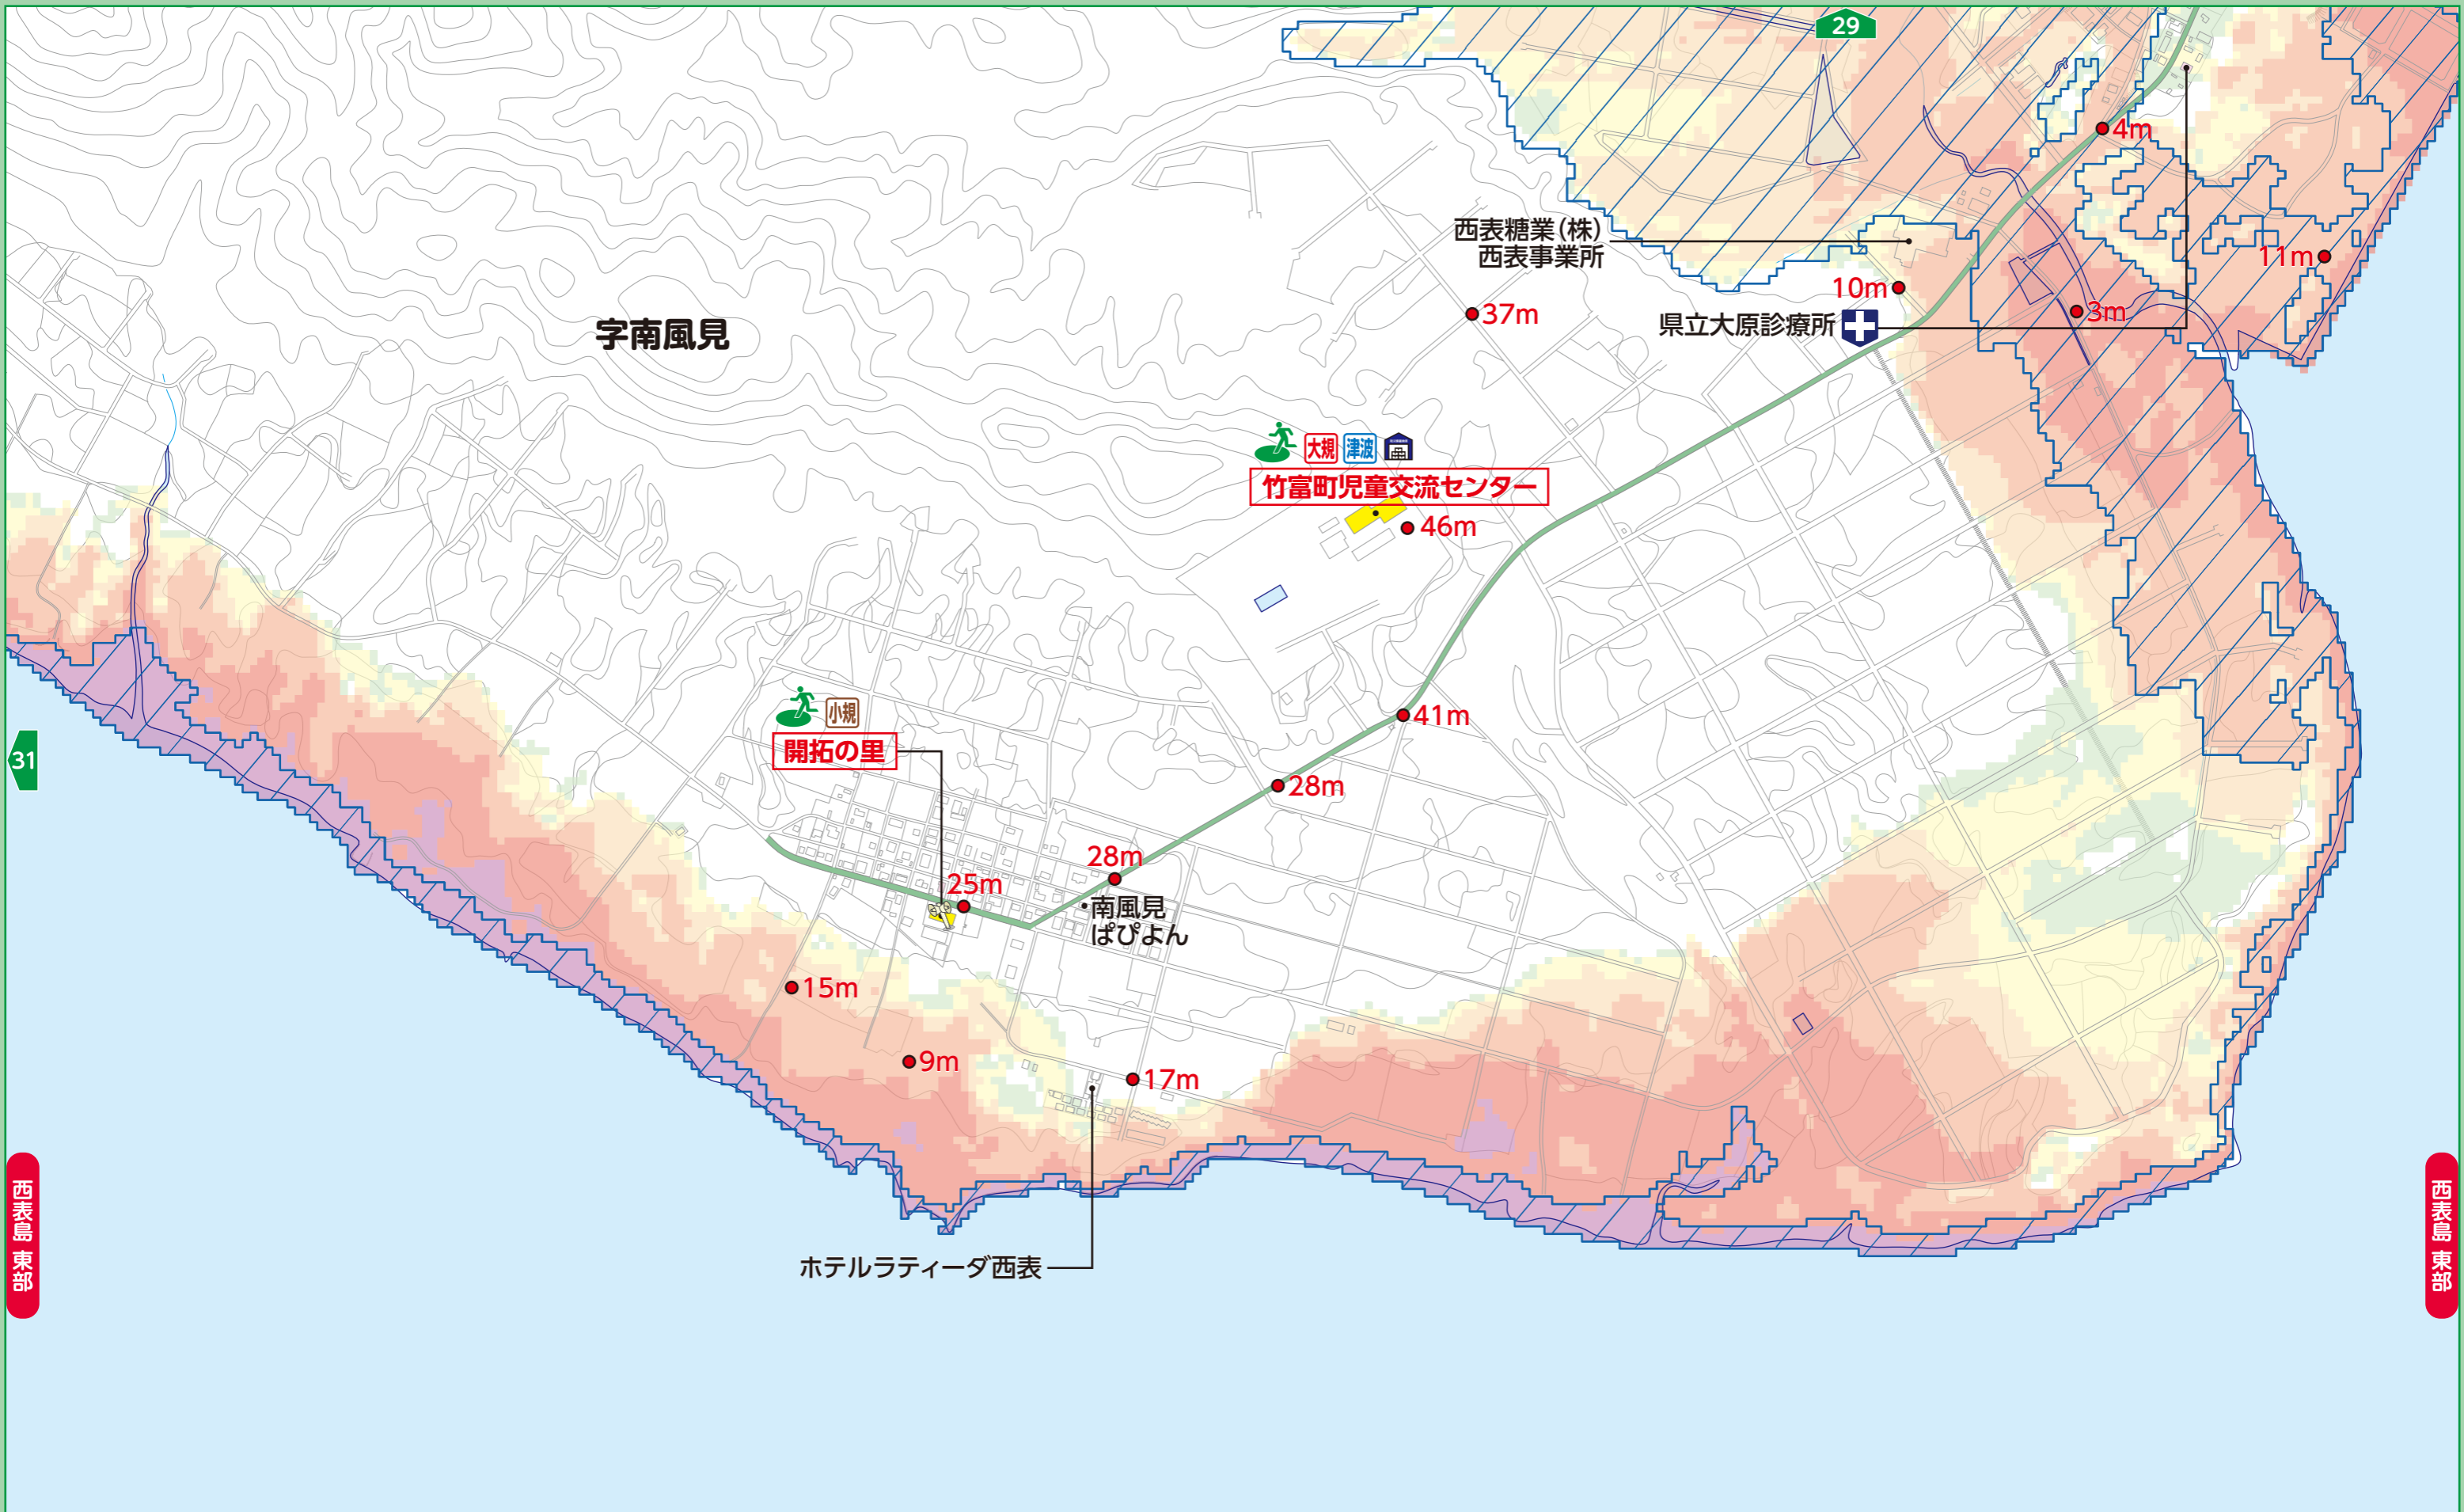 29
4m
11m
西表糖業(株)
西表事業所
10m
3m
37m
県立大原診療所
字南風見
大規
津波
竹富町児童交流センター
46m
小規
開拓の里
41m
31
28m
28m
25m
南風見
ぱぴよん
15m
9m
17m
ホテルラティーダ西表
西表島 東部
西表島 東部